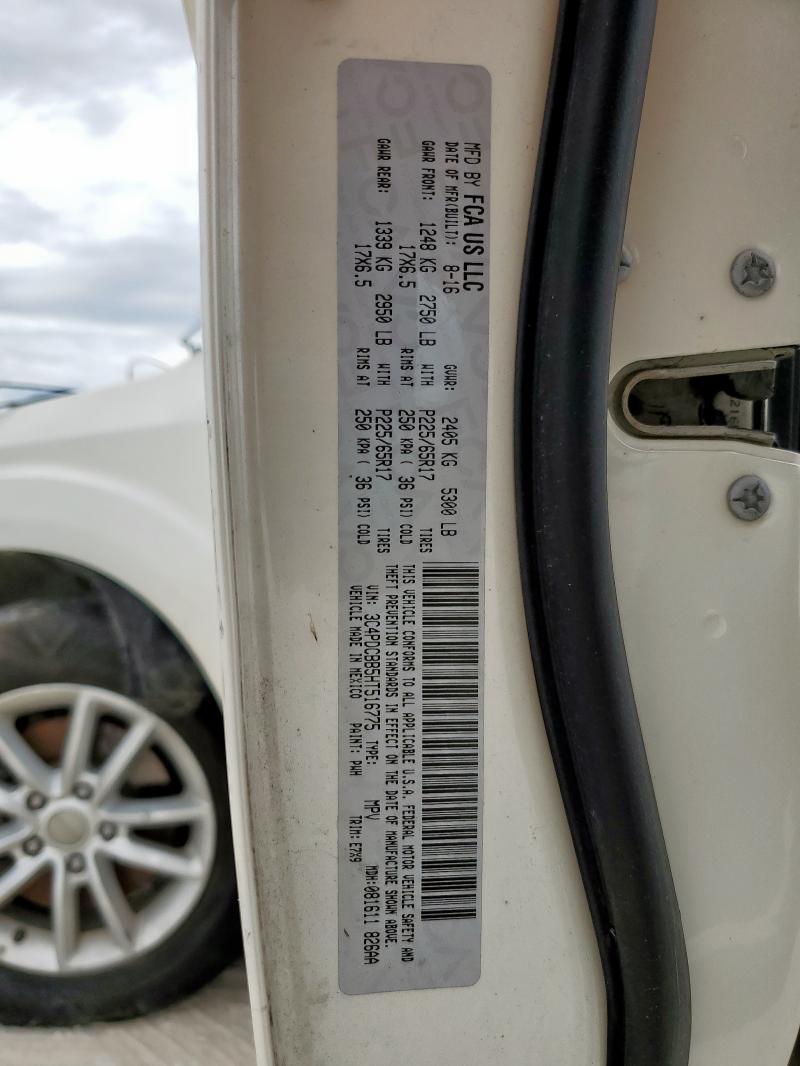 MFD BY FCA US LLC
DATE OF MFR(BUILT): 8-16 GVWR: 2405 KG 5300 LB
GAWR FRONT: 1248 KG 2750 LB WITH P225/65R17 TIRES
17X6.5 RIMS AT 250 KPA ( 36 PSI) COLD
GAWR REAR: 1339 KG 2950 LB WITH P225/65R17 TIRES
17X6.5 RIMS AT 250 KPA ( 36 PSI) COLD
THIS VEHICLE CONFORMS TO ALL APPLICABLE U.S.A. FEDERAL MOTOR VEHICLE SAFETY AND
THEFT PREVENTION STANDARDS IN EFFECT ON THE DATE OF MANUFACTURE SHOWN ABOVE.
VIN: 3C4PDCBB5HT516775 TYPE: MPV MDH:081611 826AA
VEHICLE MADE IN MEXICO PAINT: PWH TRIM: E7X9